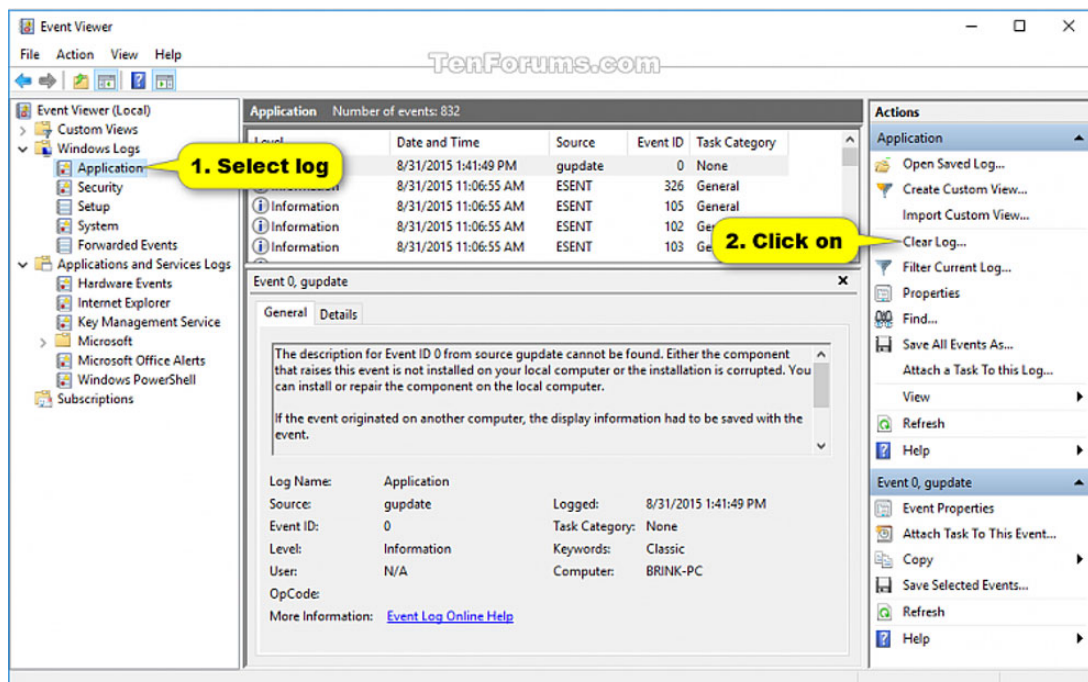 Event Viewer
File Action View Help
TenForums.com
Event Viewer (Local)
Custom Views
Windows Logs
Application
Security
Setup
System
Forwarded Events
Applications and Services Logs
Hardware Events
Internet Explorer
Key Management Service
Microsoft
Microsoft Office Alerts
Windows PowerShell
Subscriptions
1. Select log
Application Number of events: 832
Date and Time Source Event ID Task Category
8/31/2015 1:41:49 PM gupdate 0 None
Information 8/31/2015 11:06:55 AM ESENT 326 General
Information 8/31/2015 11:06:55 AM ESENT 105 General
Information 8/31/2015 11:06:55 AM ESENT 102
Information 8/31/2015 11:06:55 AM ESENT 103
2. Click on
Event 0, gupdate
General Details
The description for Event ID 0 from source gupdate cannot be found. Either the component
that raises this event is not installed on your local computer or the installation is corrupted. You
can install or repair the component on the local computer.
If the event originated on another computer, the display information had to be saved with the
event.
Log Name: Application
Source: gupdate Logged: 8/31/2015 1:41:49 PM
Event ID: 0 Task Category: None
Level: Information Keywords: Classic
User: N/A Computer: BRINK-PC
OpCode:
More Information: Event Log Online Help
Actions
Application
Open Saved Log...
Create Custom View...
Import Custom View...
Clear Log...
Filter Current Log...
Properties
Find...
Save All Events As...
Attach a Task To this Log...
View
Refresh
Help
Event 0, gupdate
Event Properties
Attach Task To This Event...
Copy
Save Selected Events...
Refresh
Help